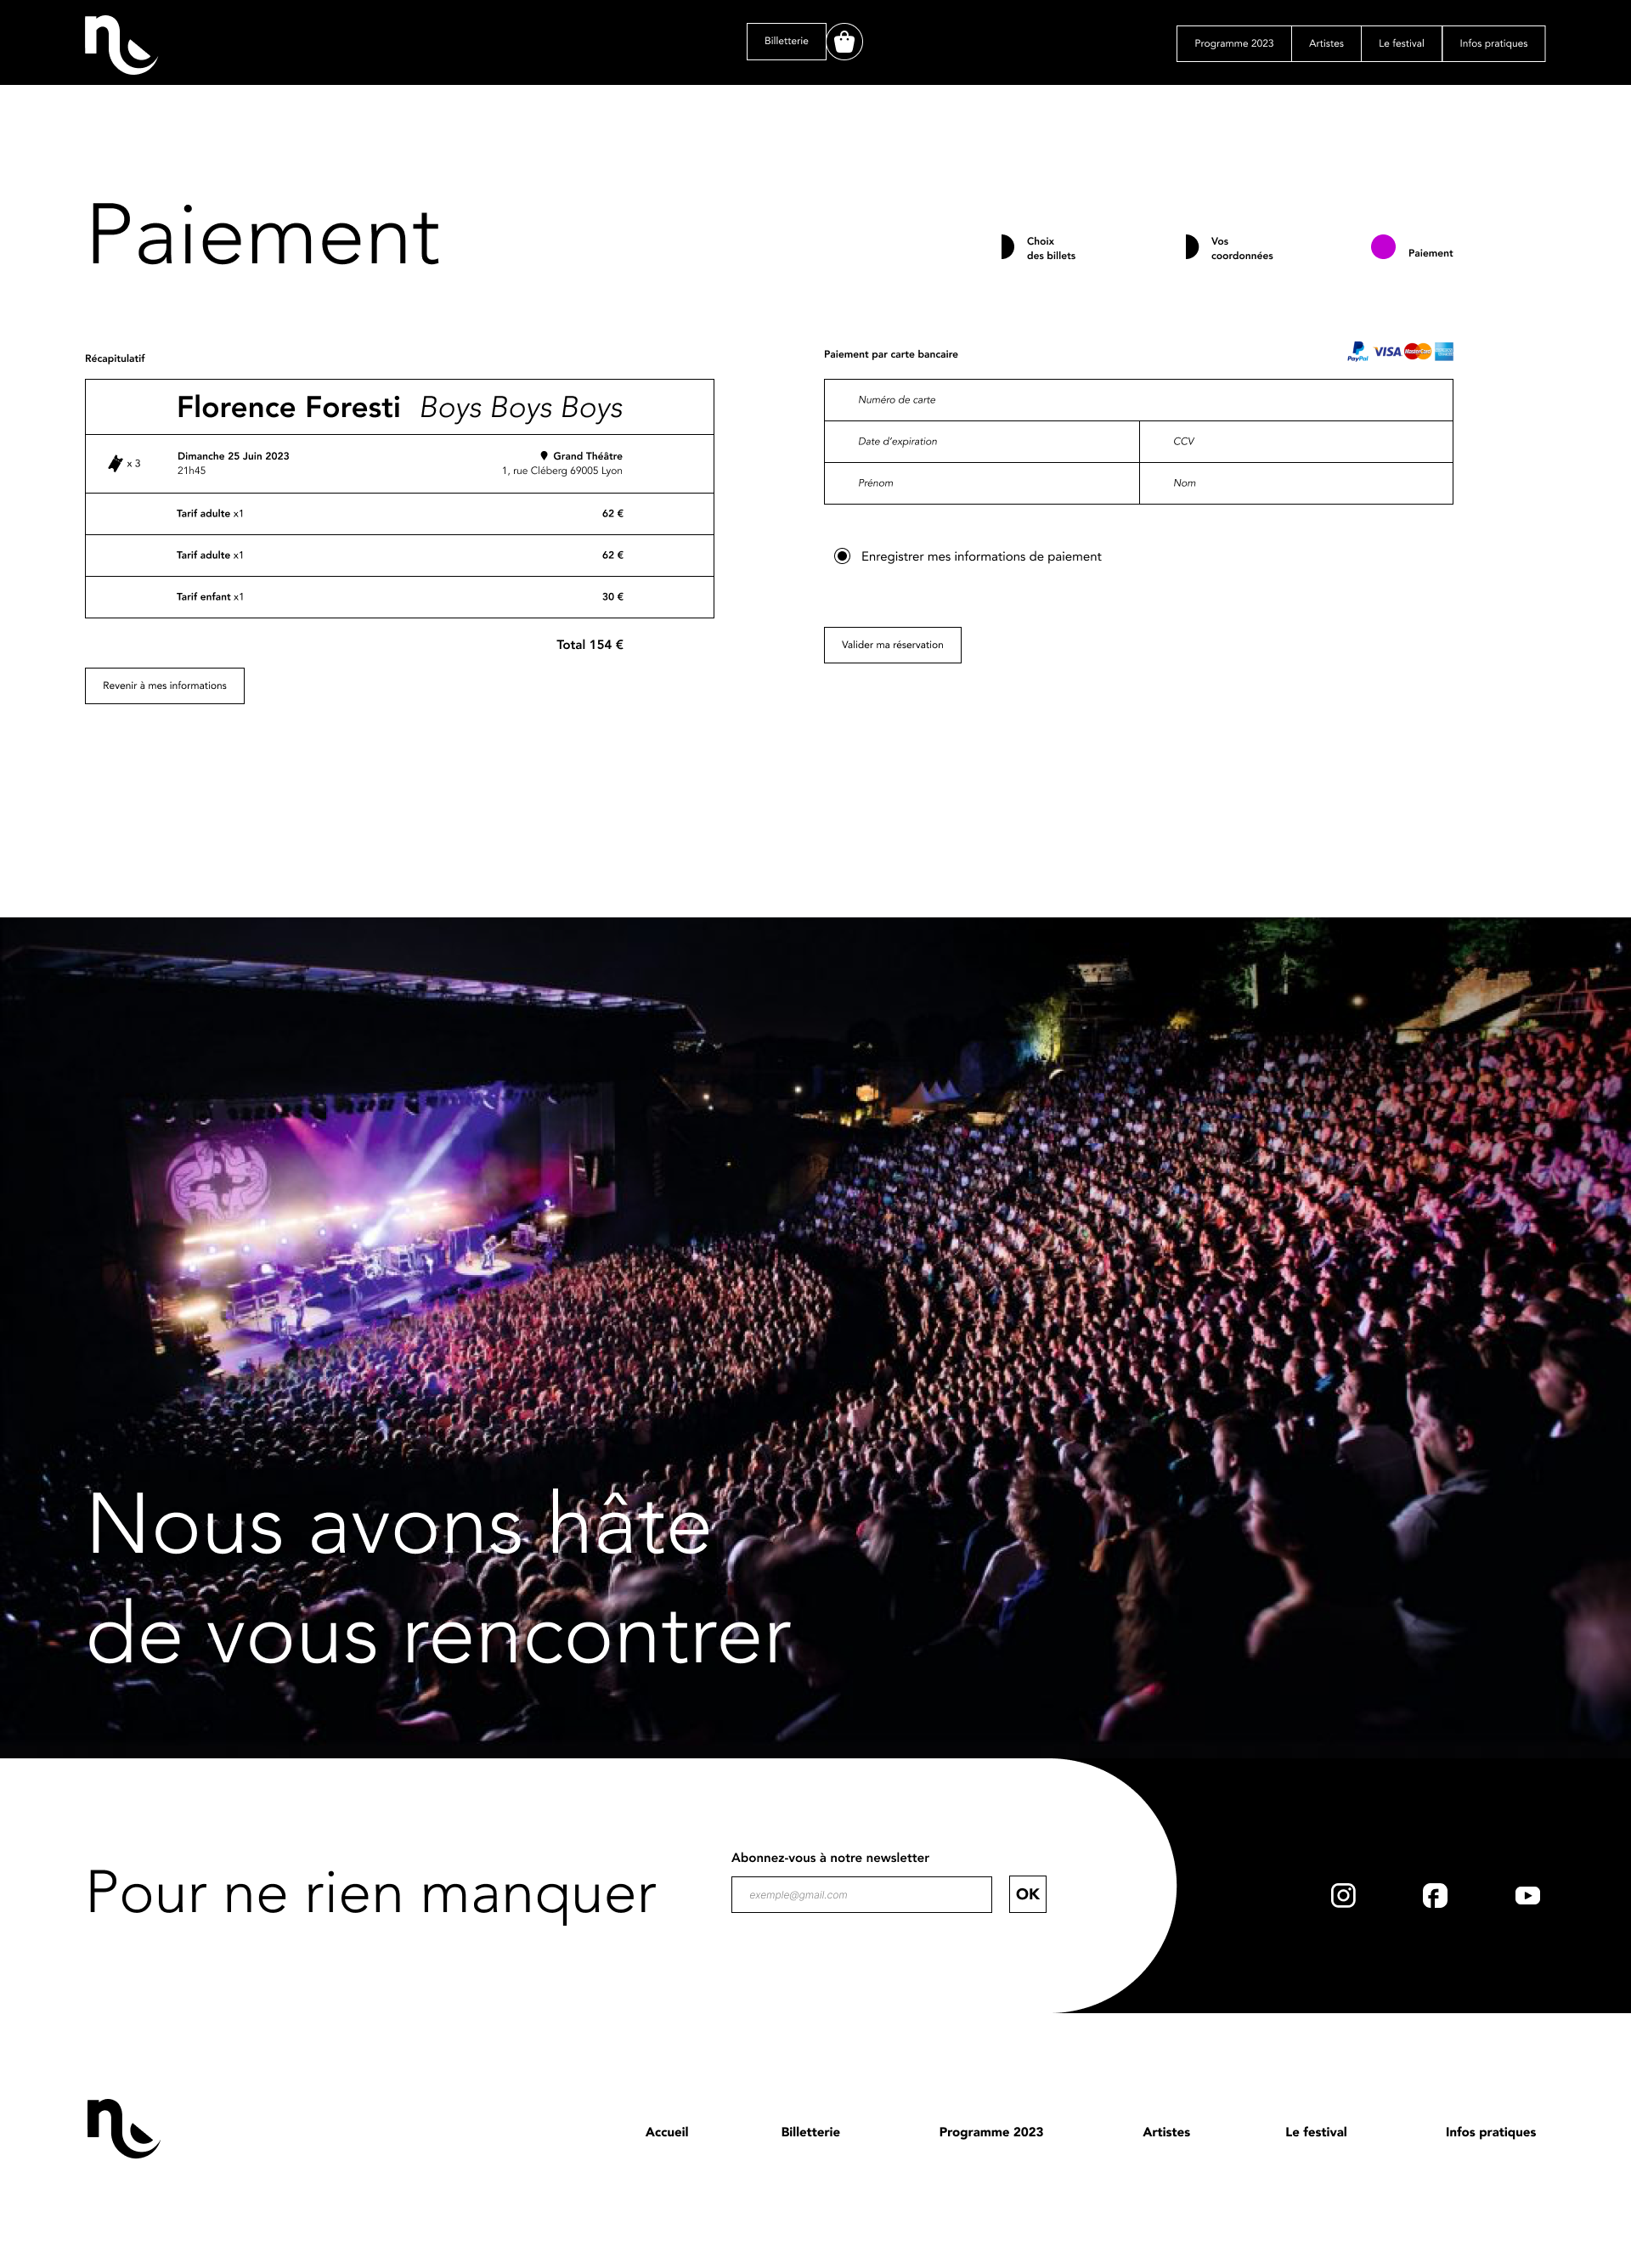 n
Billetterie
Programme 2023 Artistes Le festival Infos pratiques
Paiement
Choix
des billets
Vos
coordonnées
Paiement
Récapitulatif
Florence Foresti Boys Boys Boys
x 3
Dimanche 25 Juin 2023
21h45
Grand Théâtre
1, rue Cléberg 69005 Lyon
Tarif adulte x1 62 €
Tarif adulte x1 62 €
Tarif enfant x1 30 €
Total 154 €
Revenir à mes informations
Paiement par carte bancaire
PayPal VISA MasterCard
Numéro de carte
Date d’expiration CCV
Prénom Nom
Enregistrer mes informations de paiement
Valider ma réservation
Nous avons hâte
de vous rencontrer
Pour ne rien manquer
Abonnez-vous à notre newsletter
exemple@gmail.com OK
n
Accueil Billetterie Programme 2023 Artistes Le festival Infos pratiques